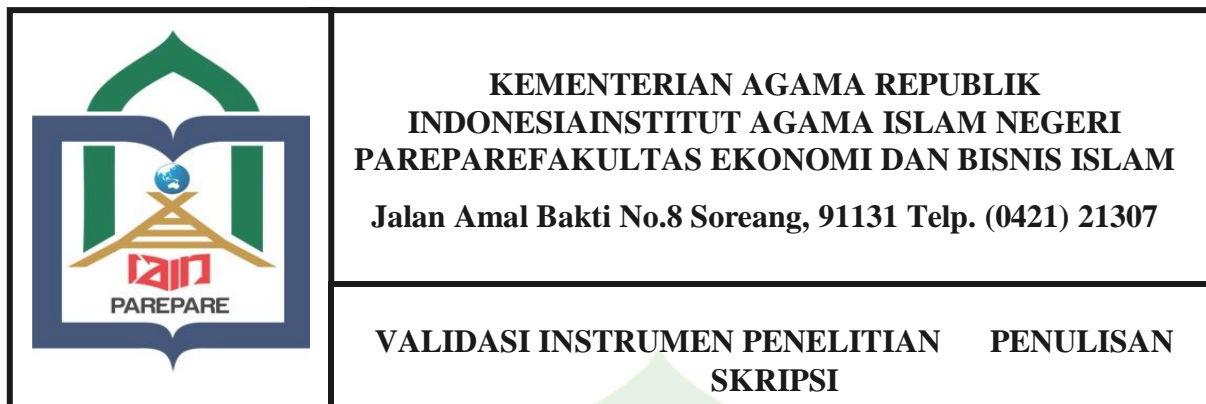 iain
PAREPARE
KEMENTERIAN AGAMA REPUBLIK
INDONESIAINSTITUT AGAMA ISLAM NEGERI
PAREPAREFAKULTAS EKONOMI DAN BISNIS ISLAM
Jalan Amal Bakti No.8 Soreang, 91131 Telp. (0421) 21307
VALIDASI INSTRUMEN PENELITIAN PENULISAN
SKRIPSI